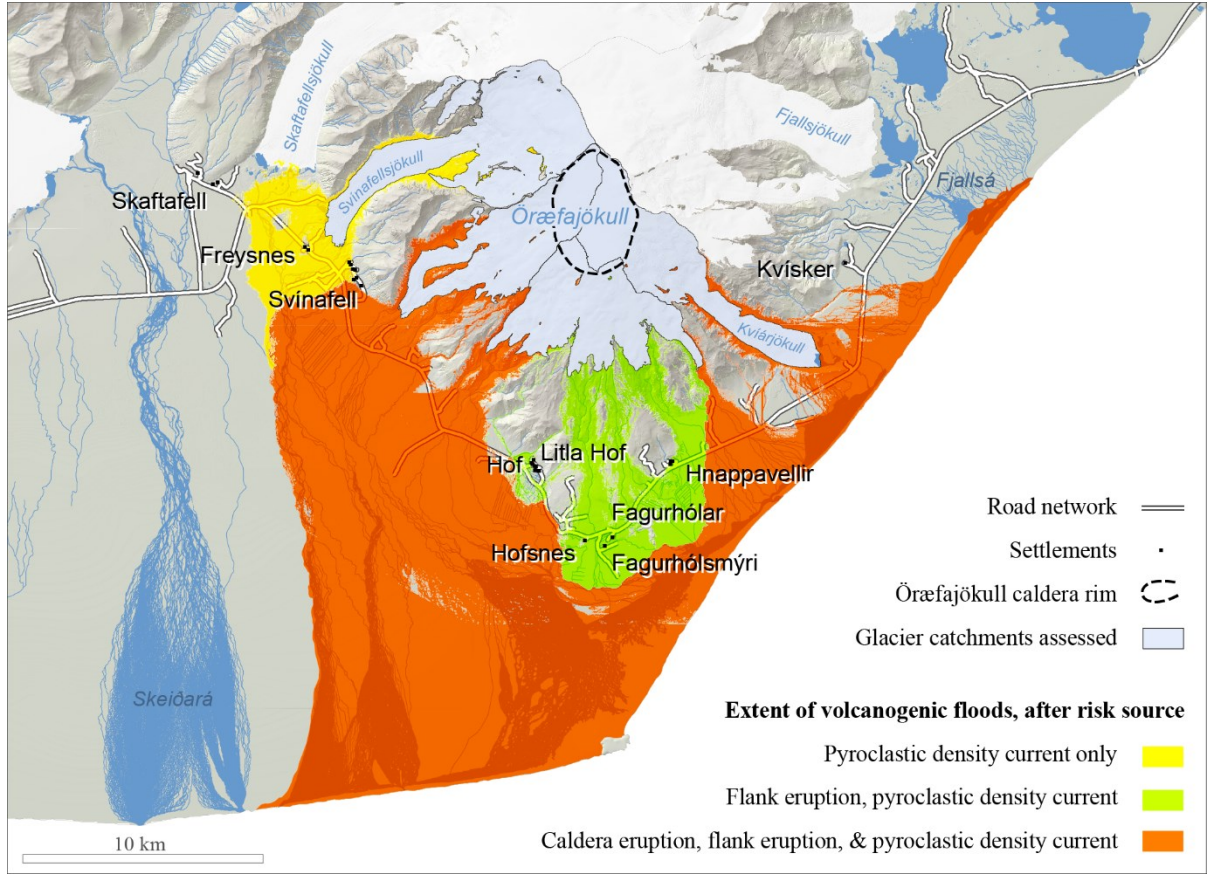 Skaftafellsjökull
Fjallsjökull
Svínafellsjökull
Skaftafell
Fjallsá
Öræfajökull
Freysnes
Kvísker
Svínafell
Kvíárjökull
Litla Hof
Hof
Hnappavellir
Fagurhólar
Hofsnes
Fagurhólsmýri
Skeiðará
Road network
Settlements
Öræfajökull caldera rim
Glacier catchments assessed
Extent of volcanogenic floods, after risk source
Pyroclastic density current only
Flank eruption, pyroclastic density current
Caldera eruption, flank eruption, & pyroclastic density current
10 km